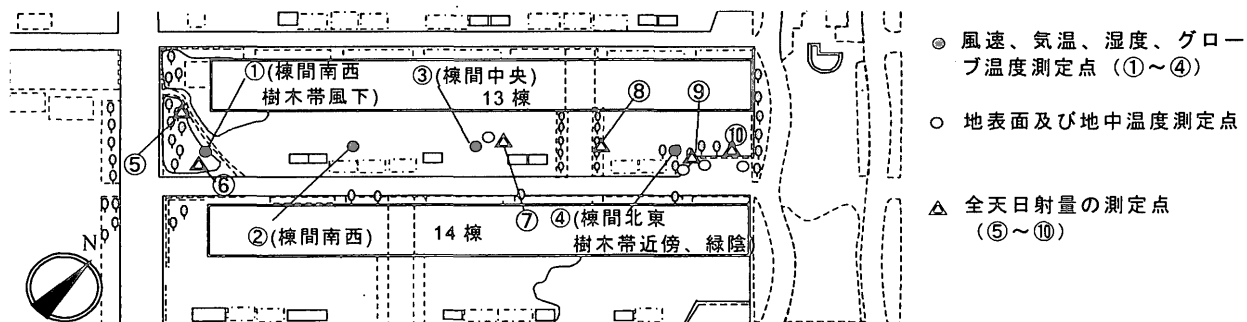 ①(棟間南西
樹木帯風下)
③(棟間中央)
13 棟
⑧
⑨
⑩
⑤
⑥
⑦
②(棟間南西)
14 棟
④(棟間北東
樹木帯近傍、緑陰)
N
風速、気温、湿度、グロー
ブ温度測定点(①～④)
地表面及び地中温度測定点
全天日射量の測定点
(⑤～⑩)